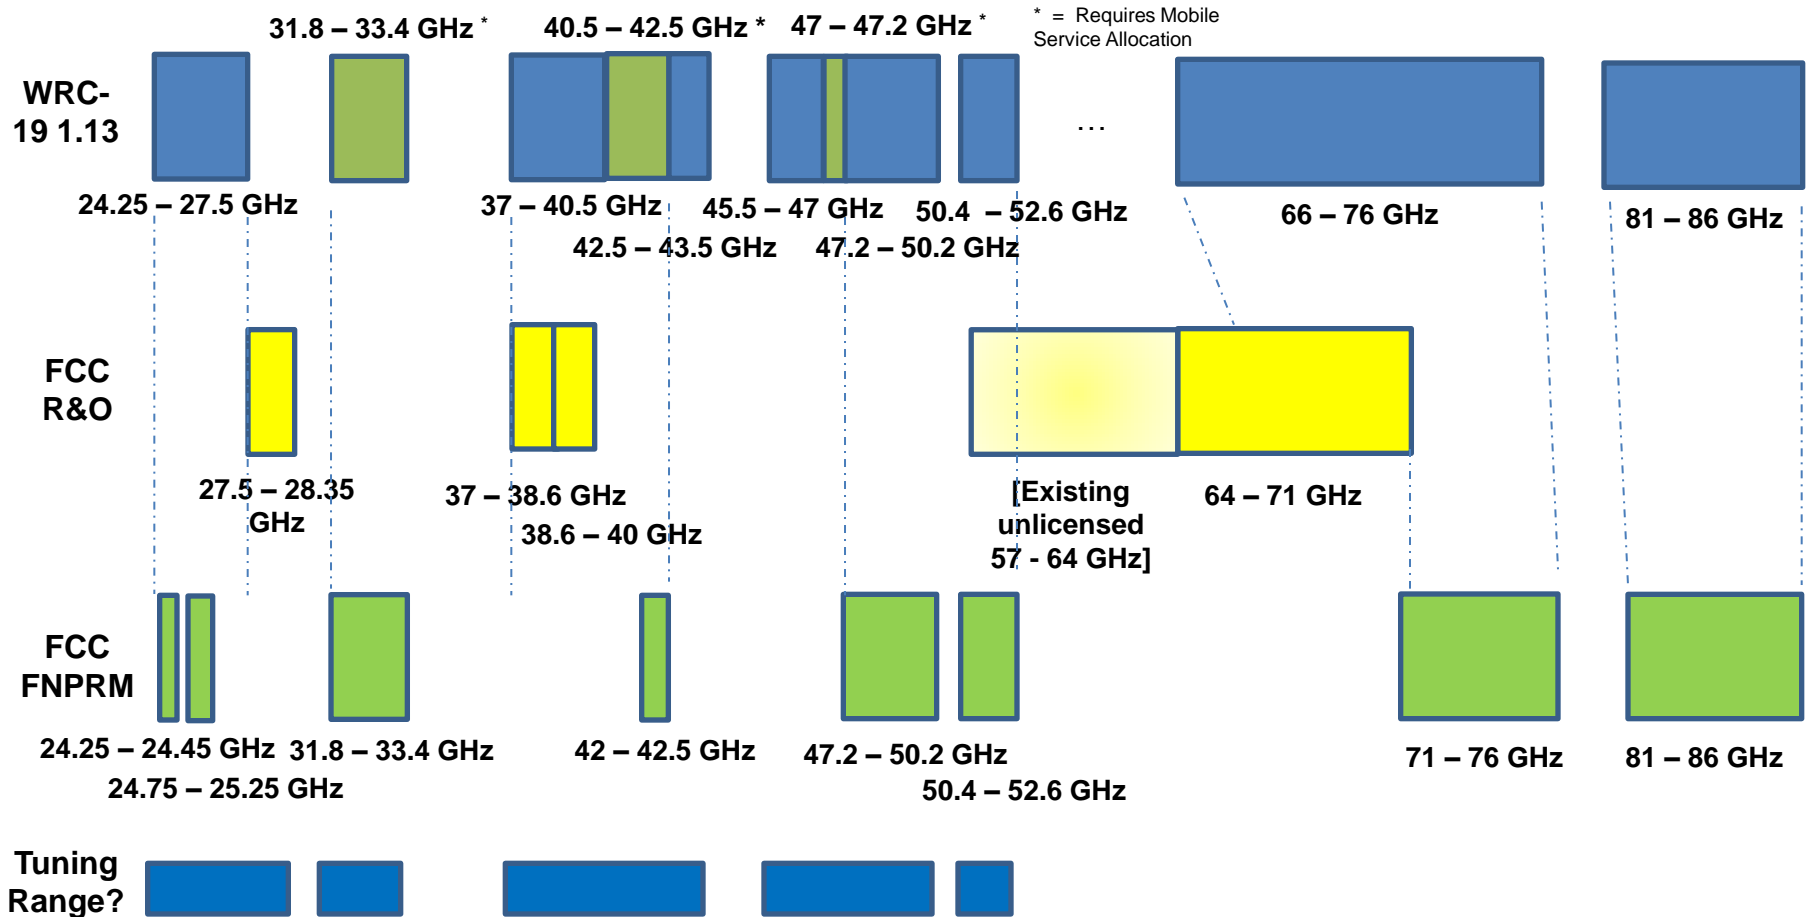 31.8 – 33.4 GHz *
40.5 – 42.5 GHz *
47 – 47.2 GHz *
* = Requires Mobile
Service Allocation
WRC-
19 1.13
...
24.25 – 27.5 GHz
37 – 40.5 GHz
45.5 – 47 GHz
50.4 – 52.6 GHz
66 – 76 GHz
81 – 86 GHz
42.5 – 43.5 GHz
47.2 – 50.2 GHz
FCC
R&O
27.5 – 28.35
GHz
37 – 38.6 GHz
38.6 – 40 GHz
[Existing
unlicensed
57 - 64 GHz]
64 – 71 GHz
FCC
FNPRM
24.25 – 24.45 GHz
31.8 – 33.4 GHz
42 – 42.5 GHz
47.2 – 50.2 GHz
71 – 76 GHz
81 – 86 GHz
24.75 – 25.25 GHz
50.4 – 52.6 GHz
Tuning
Range?